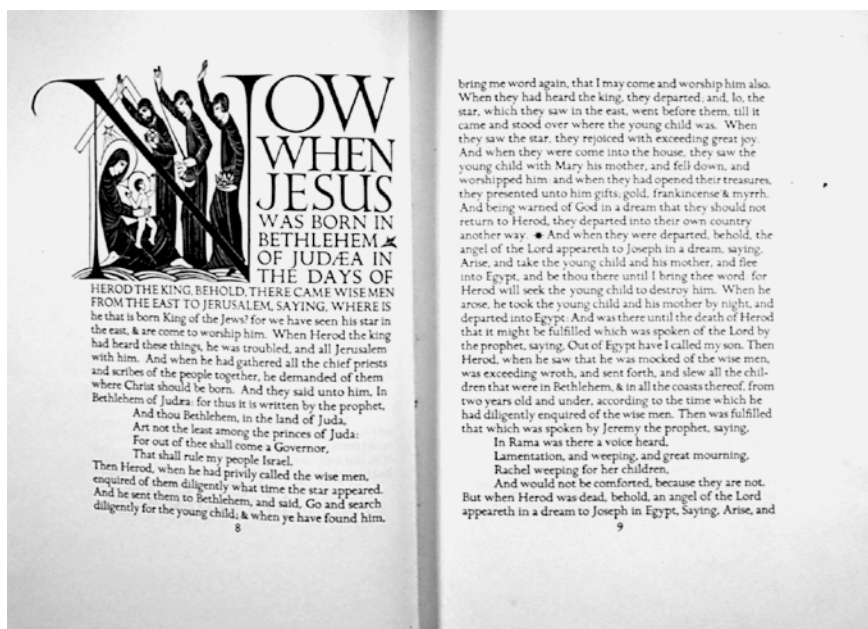 NOW
WHEN
JESUS
WAS BORN IN
BETHLEHEM
OF JUDÆA IN
THE DAYS OF
HEROD THE KING, BEHOLD, THERE CAME WISE MEN
FROM THE EAST TO JERUSALEM, SAYING, WHERE IS
he that is born King of the Jews? for we have seen his star in
the east, & are come to worship him. When Herod the king
had heard these things, he was troubled, and all Jerusalem
with him. And when he had gathered all the chief priests
and scribes of the people together, he demanded of them
where Christ should be born. And they said unto him, In
Bethlehem of Judæa: for thus it is written by the prophet,
And thou Bethlehem, in the land of Juda,
Art not the least among the princes of Juda:
For out of thee shall come a Governor,
That shall rule my people Israel.
Then Herod, when he had privily called the wise men,
enquired of them diligently what time the star appeared.
And he sent them to Bethlehem, and said, Go and search
diligently for the young child; & when ye have found him,
8
bring me word again, that I may come and worship him also.
When they had heard the king, they departed; and, lo, the
star, which they saw in the east, went before them, till it
came and stood over where the young child was. When
they saw the star, they rejoiced with exceeding great joy.
And when they were come into the house, they saw the
young child with Mary his mother, and fell down, and
worshipped him: and when they had opened their treasures,
they presented unto him gifts; gold, frankincense & myrrh.
And being warned of God in a dream that they should not
return to Herod, they departed into their own country
another way. And when they were departed, behold, the
angel of the Lord appeareth to Joseph in a dream, saying,
Arise, and take the young child and his mother, and flee
into Egypt, and be thou there until I bring thee word: for
Herod will seek the young child to destroy him. When he
arose, he took the young child and his mother by night, and
departed into Egypt: And was there until the death of Herod
that it might be fulfilled which was spoken of the Lord by
the prophet, saying, Out of Egypt have I called my son. Then
Herod, when he saw that he was mocked of the wise men,
was exceeding wroth, and sent forth, and slew all the chil-
dren that were in Bethlehem, & in all the coasts thereof, from
two years old and under, according to the time which he
had diligently enquired of the wise men. Then was fulfilled
that which was spoken by Jeremy the prophet, saying,
In Rama was there a voice heard,
Lamentation, and weeping, and great mourning,
Rachel weeping for her children,
And would not be comforted, because they are not.
But when Herod was dead, behold, an angel of the Lord
appeareth in a dream to Joseph in Egypt, Saying, Arise, and
9